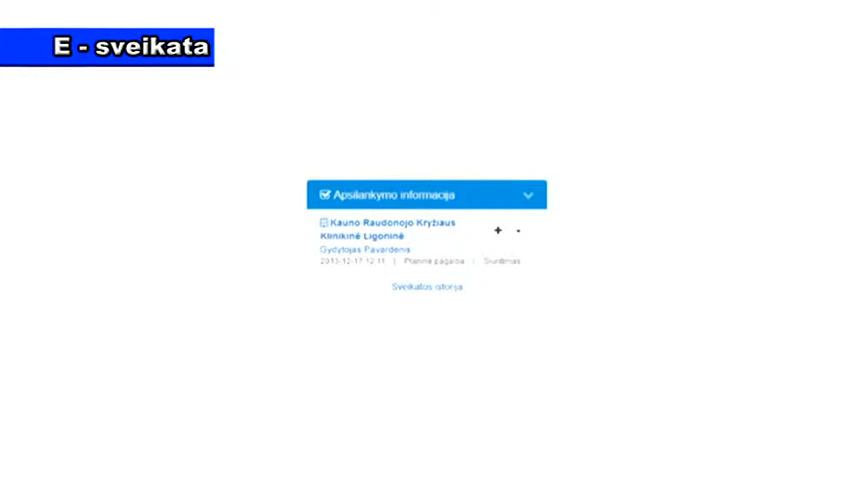 E - sveikata
Apsilankymo informacija
Kauno Raudonojo Kryžiaus
Klinikinė Ligoninė
Gydytojas Pavardenis
2013-12-17 12:11 | Planinė pagalba | Siuntimas
Sveikatos istorija